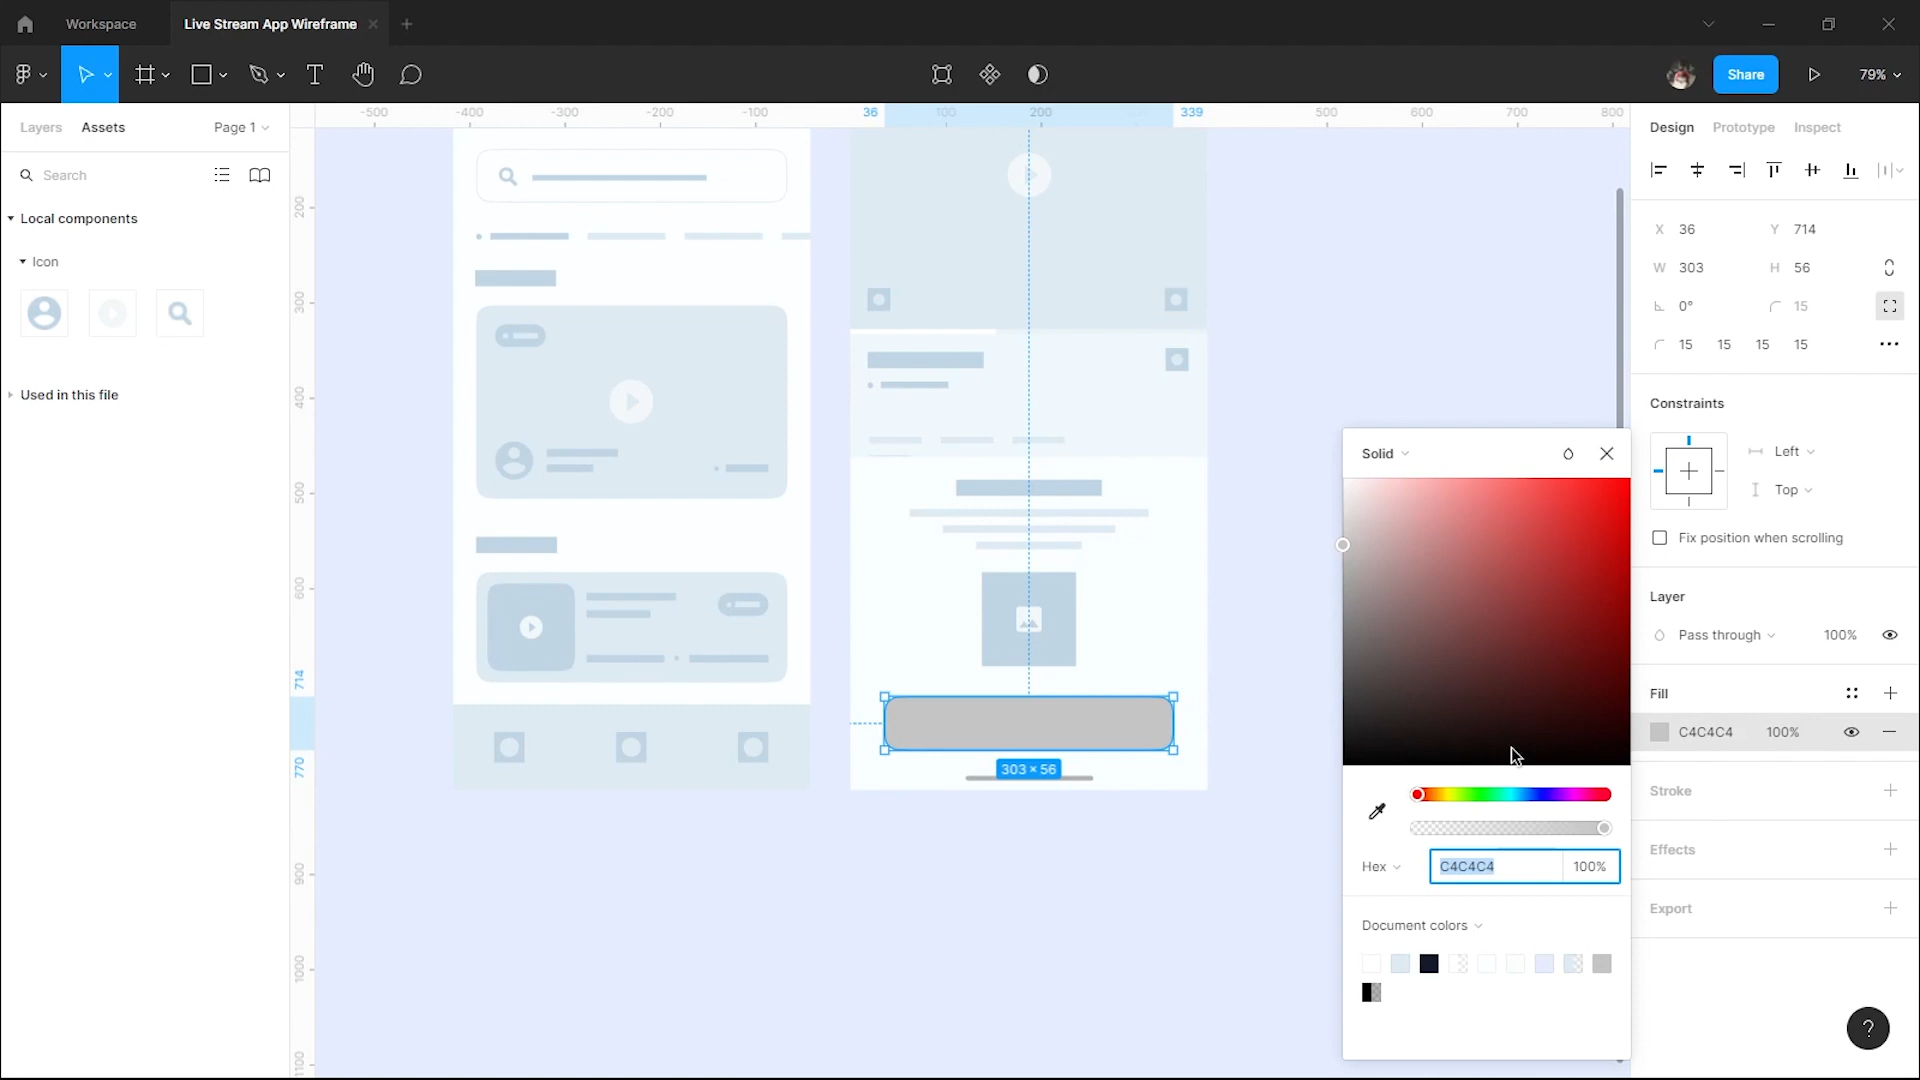 Workspace
Live Stream App Wireframe
Share
79%
Layers
Assets
Page 1
-500
-400
-300
-200
-100
36
100
200
339
500
600
700
800
Design
Prototype
Inspect
Search
Local components
Icon
Used in this file
200
300
400
500
600
714
770
900
1000
1100
303 × 56
X 36
Y 714
W 303
H 56
0°
15
15 15 15 15
Constraints
Left
Top
Fix position when scrolling
Layer
Pass through
100%
Fill
C4C4C4
100%
Stroke
Effects
Export
Solid
Hex
C4C4C4
100%
Document colors
?